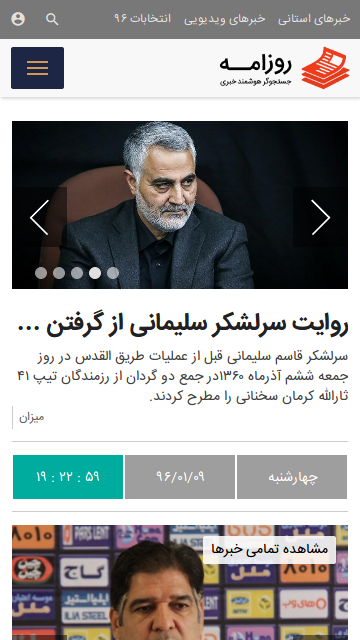 خبرهای استانی خبرهای ویدیویی انتخابات ۹۶
روزامـــه
جستجوگر هوشمند خبری
روایت سرلشکر سلیمانی از گرفتن ...
سرلشکر قاسم سلیمانی قبل از عملیات طریق القدس در روز
جمعه ششم آذرماه ۱۳۶۰در جمع دو گردان از رزمندگان تیپ ۴۱
ثارالله کرمان سخنانی را مطرح کردند.
میزان
چهارشنبه ۹۶/۰۱/۰۹ ۱۹ : ۲۲ : ۵۹
مشاهده تمامی خبرها